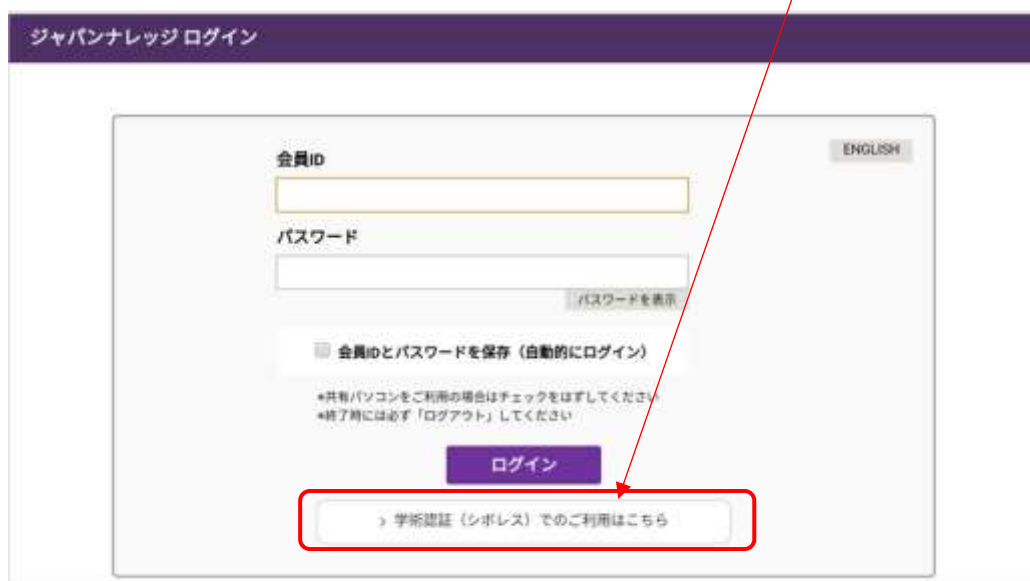 ジャパンナレッジ ログイン
ENGLISH
会員ID
パスワード
パスワードを表示
会員IDとパスワードを保存（自動的にログイン）
*共有パソコンをご利用の場合はチェックをはずしてください
*終了時には必ず「ログアウト」してください
ログイン
> 学術認証（シボレス）でのご利用はこちら